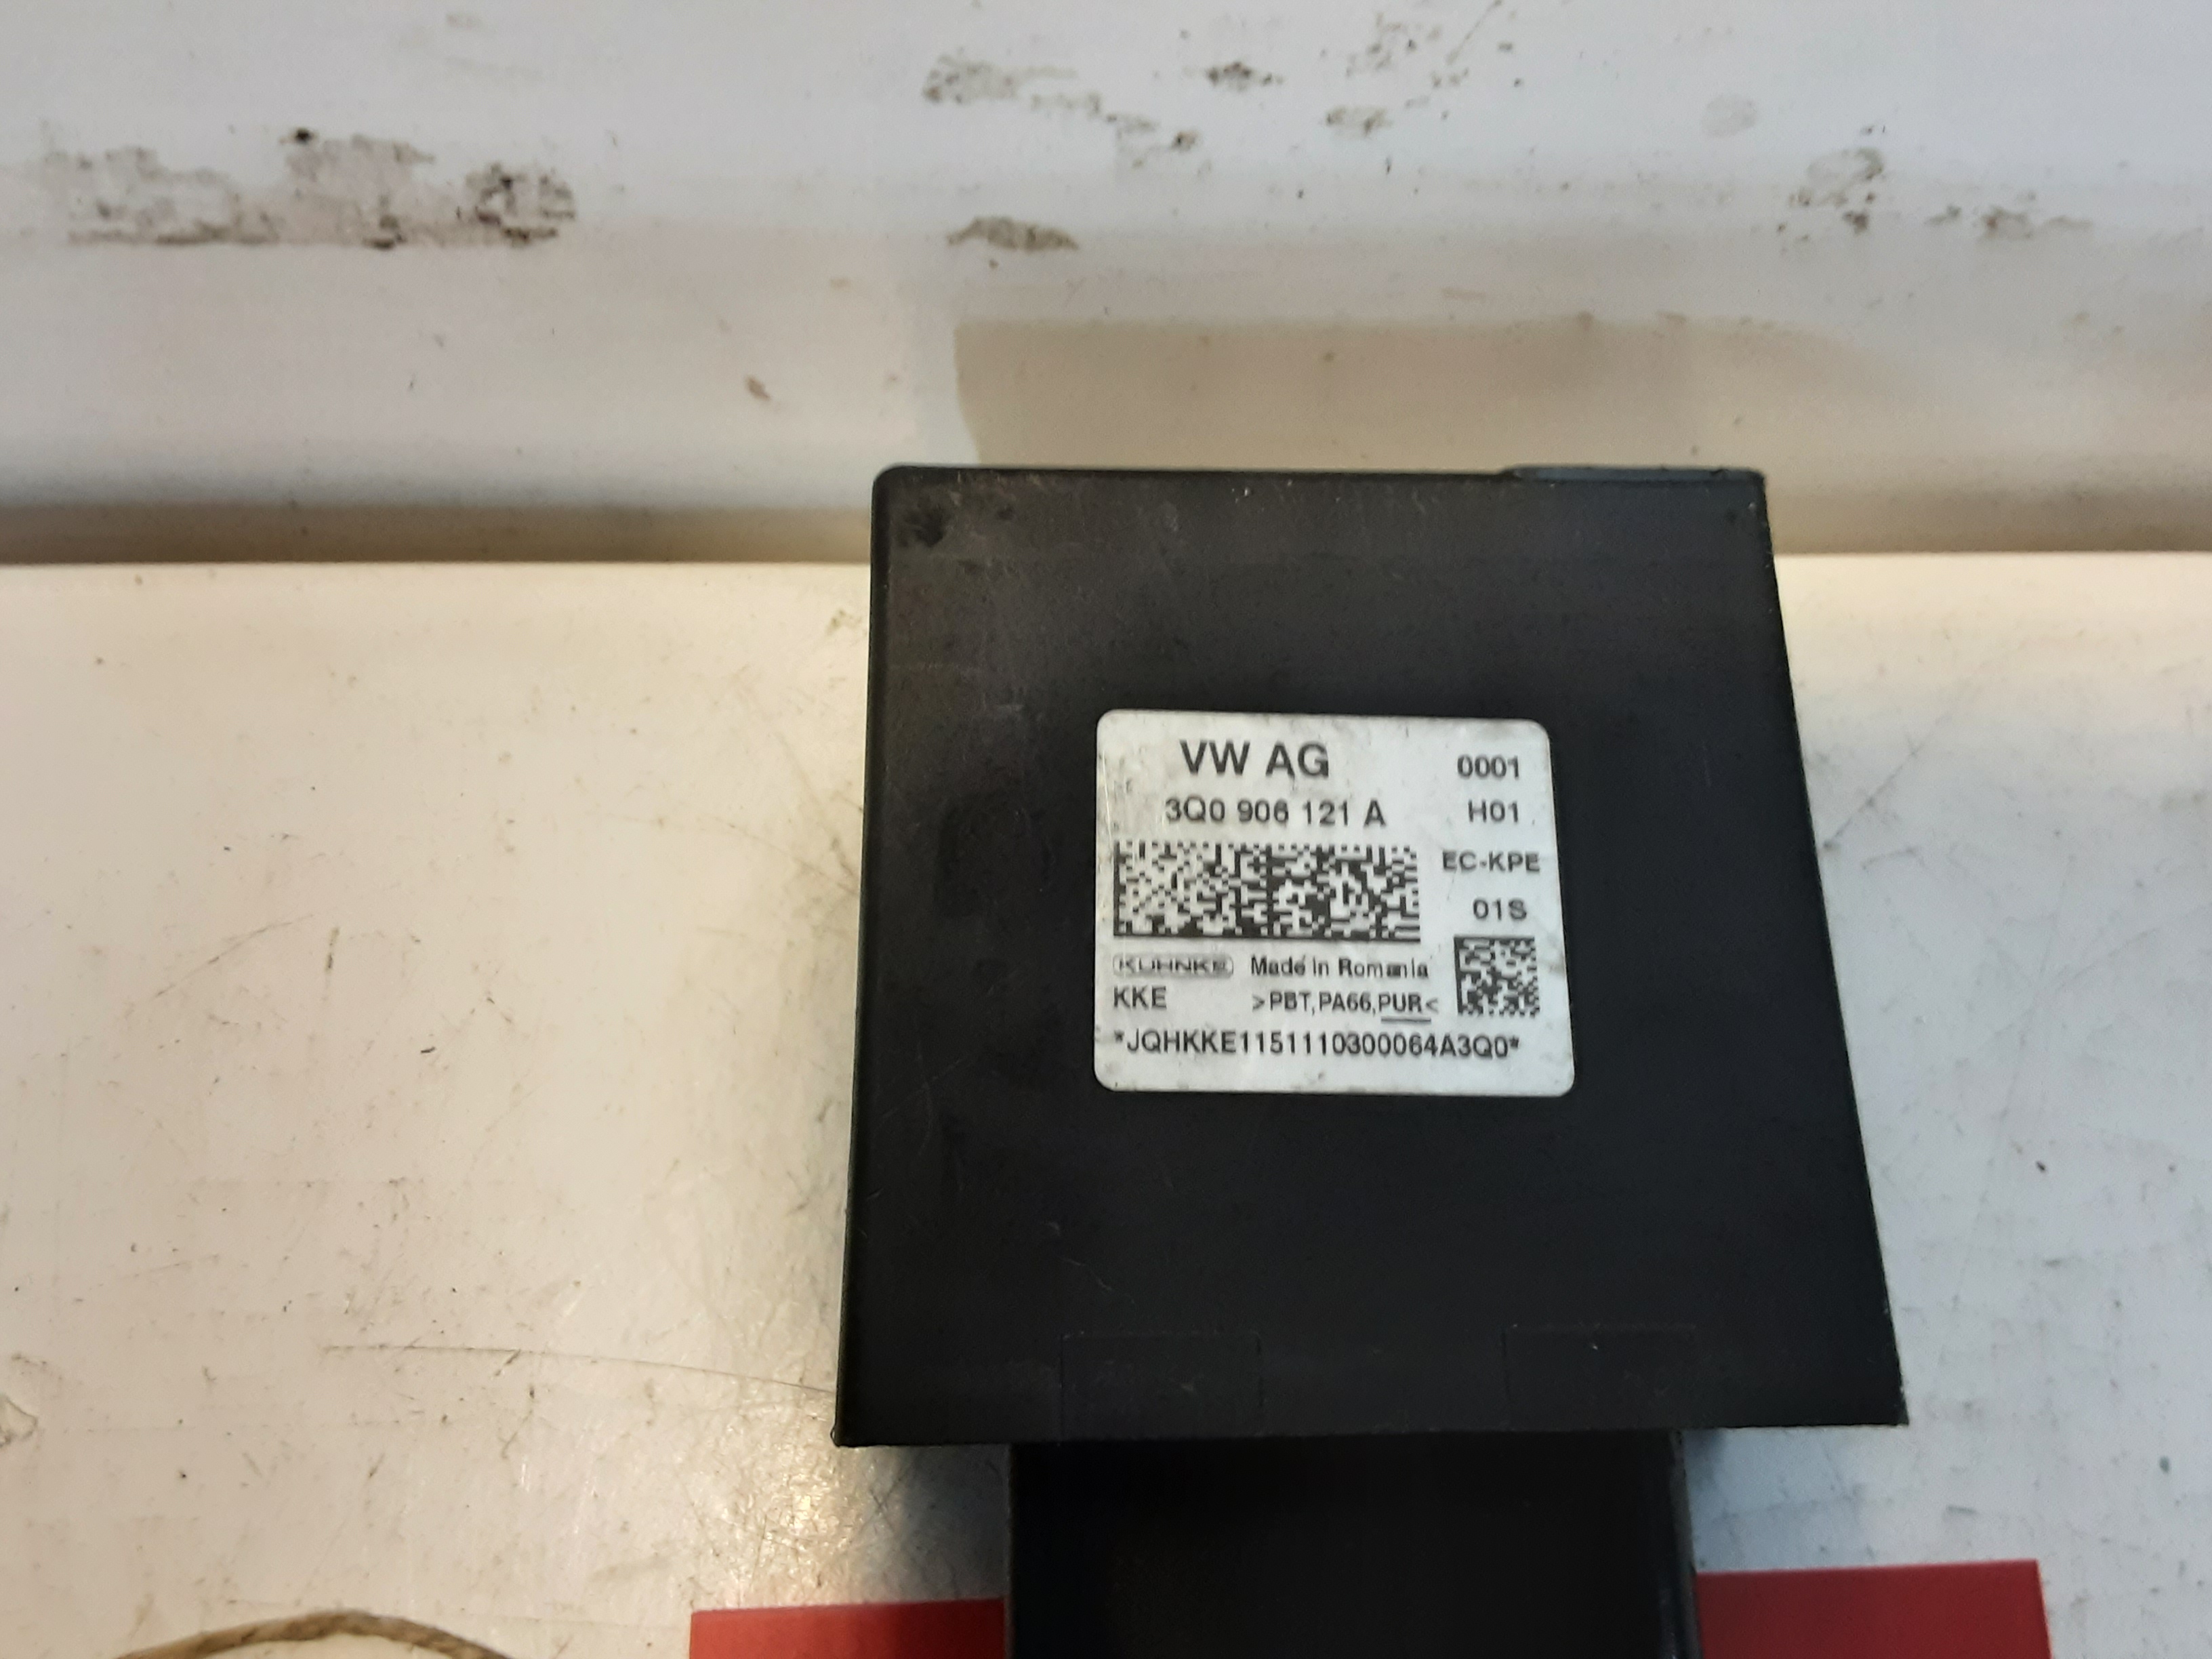 VW AG 0001
3Q0 906 121 A H01
EC-KPE
01S
KUHNKE Made in Romania
KKE >PBT,PA66,PUR<
*JQHKKE1151110300064A3Q0*